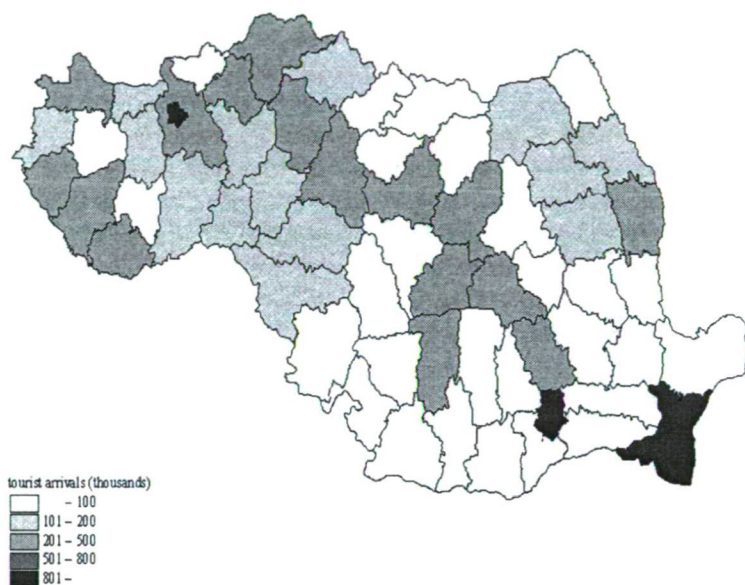 tourist arrivals (thousands)
– 100
101 – 200
201 – 500
501 – 800
801 –